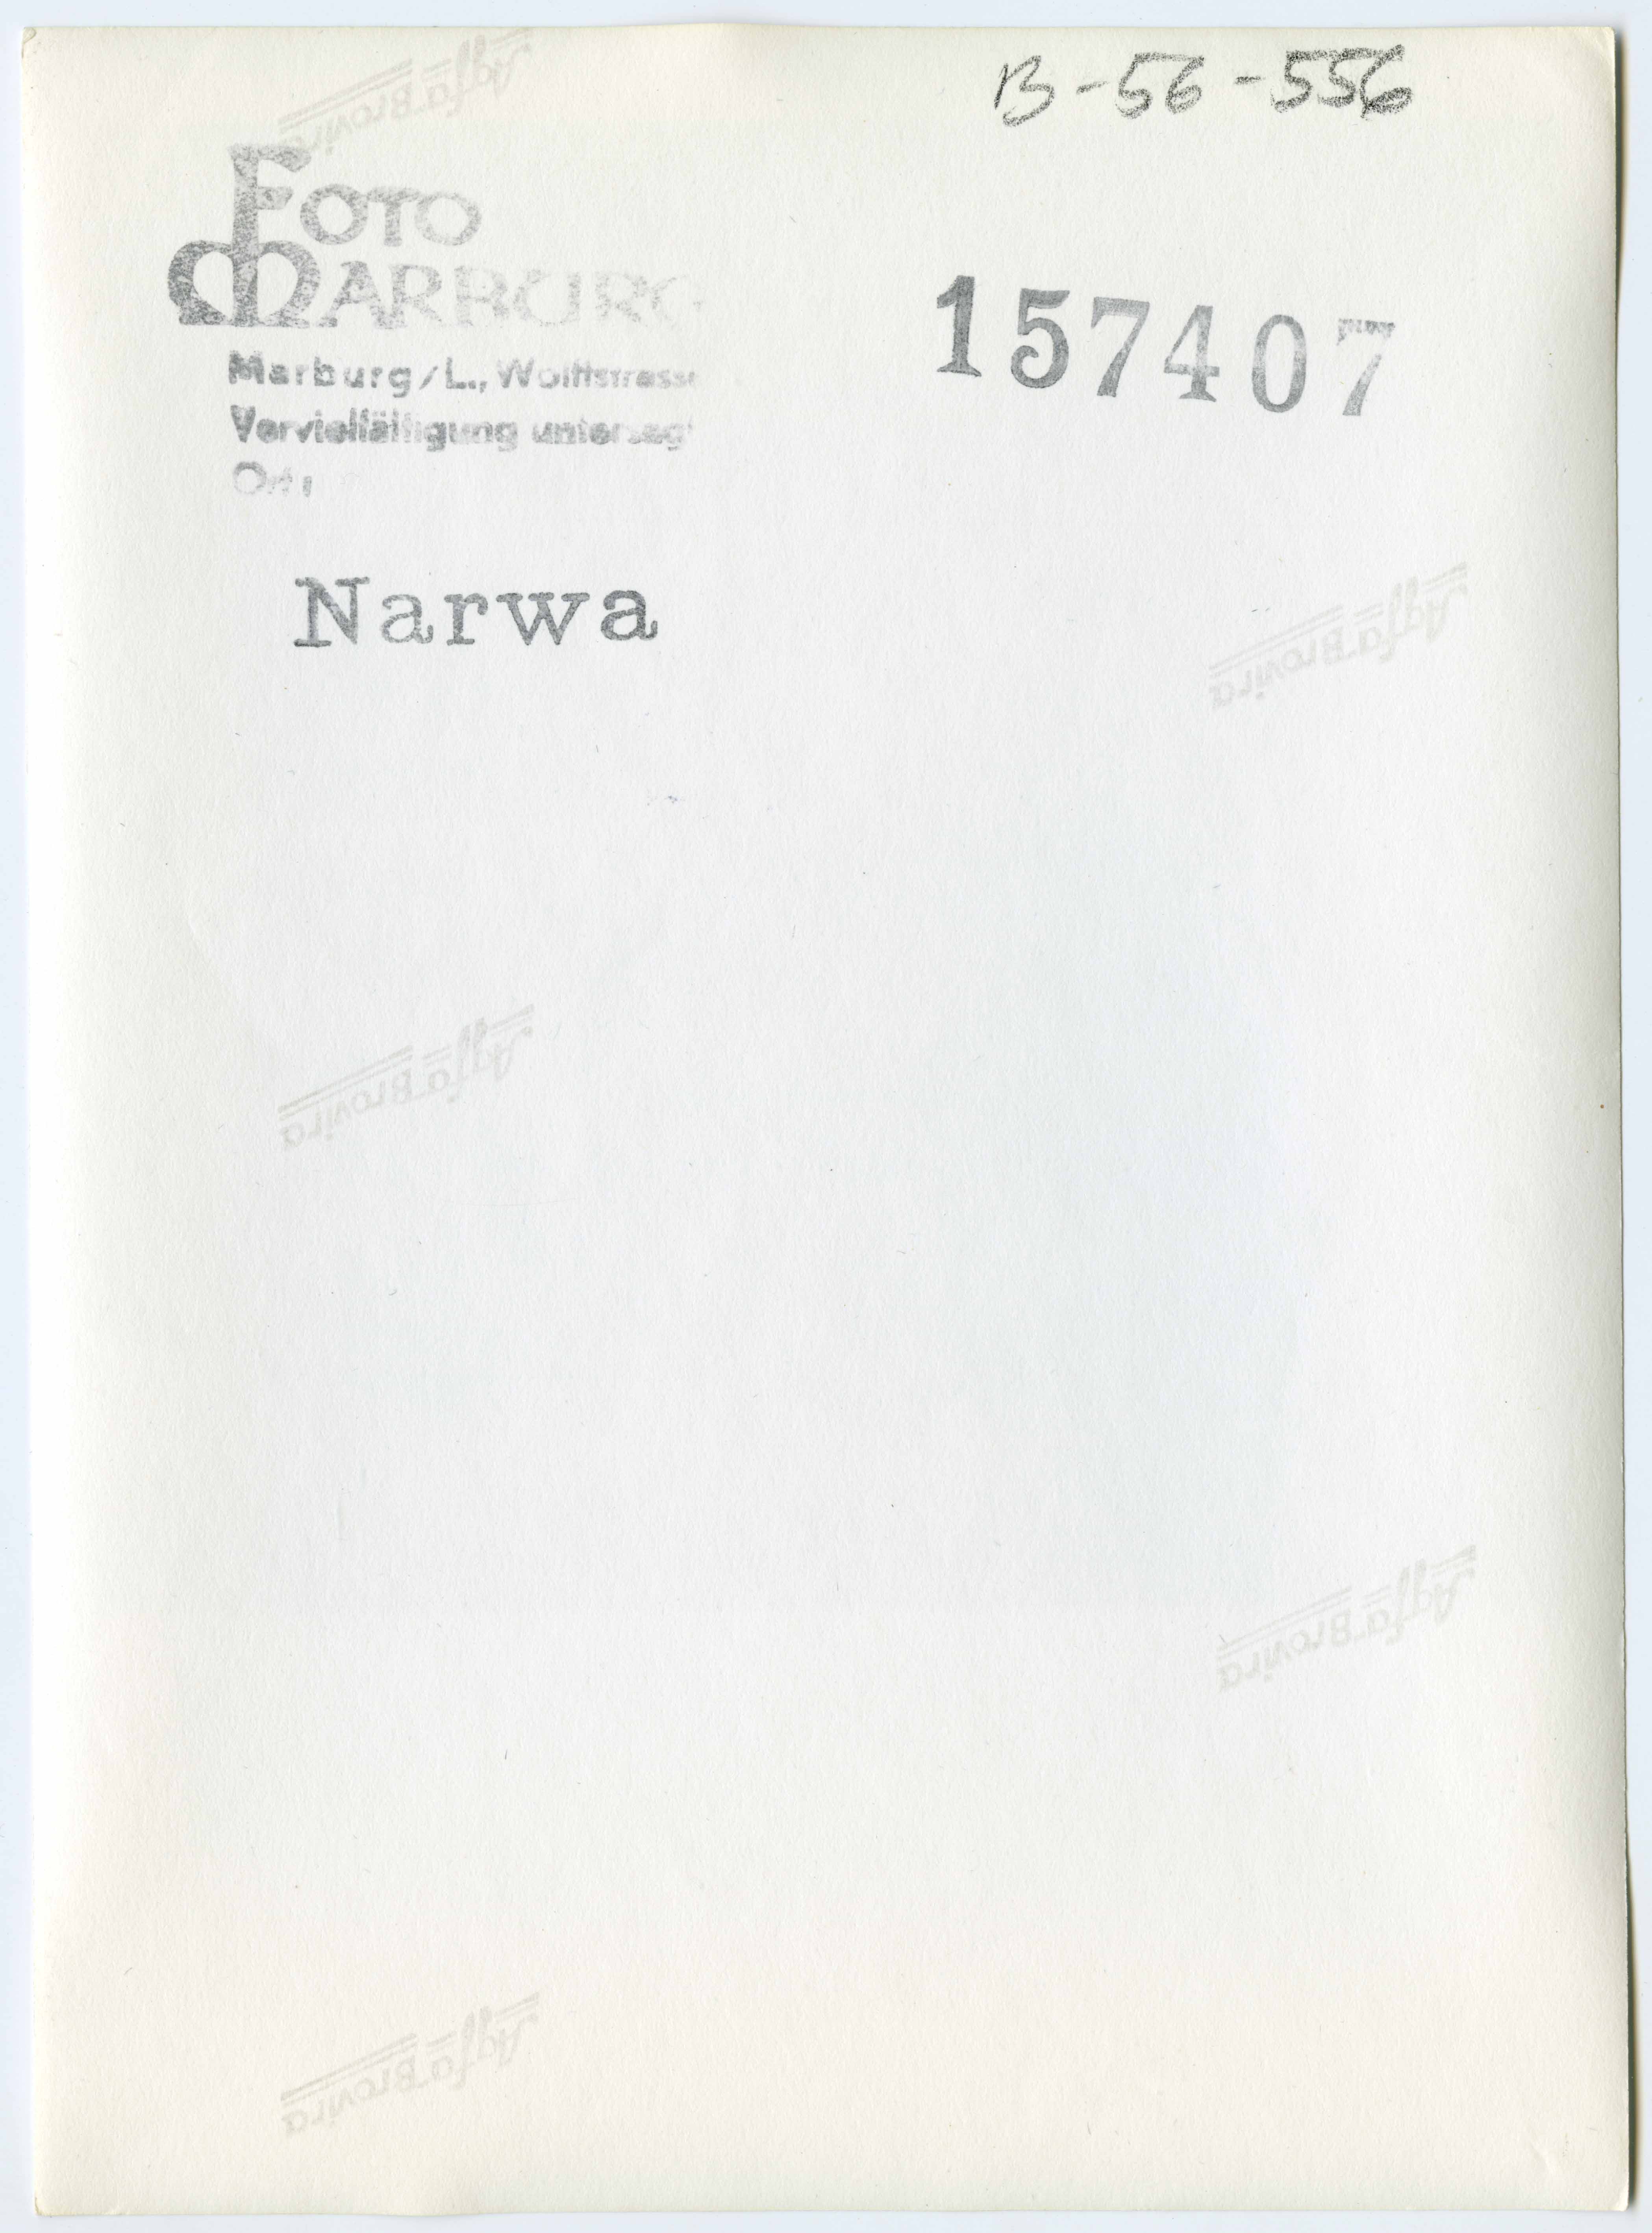 B-56-556
Agfa Brovira
FOTO
MARBURG
157407
Marburg/L., Wolffstrasse
Vervielfältigung untersagt
Ort:
Narwa
Agfa Brovira
Agfa Brovira
Agfa Brovira
Agfa Brovira